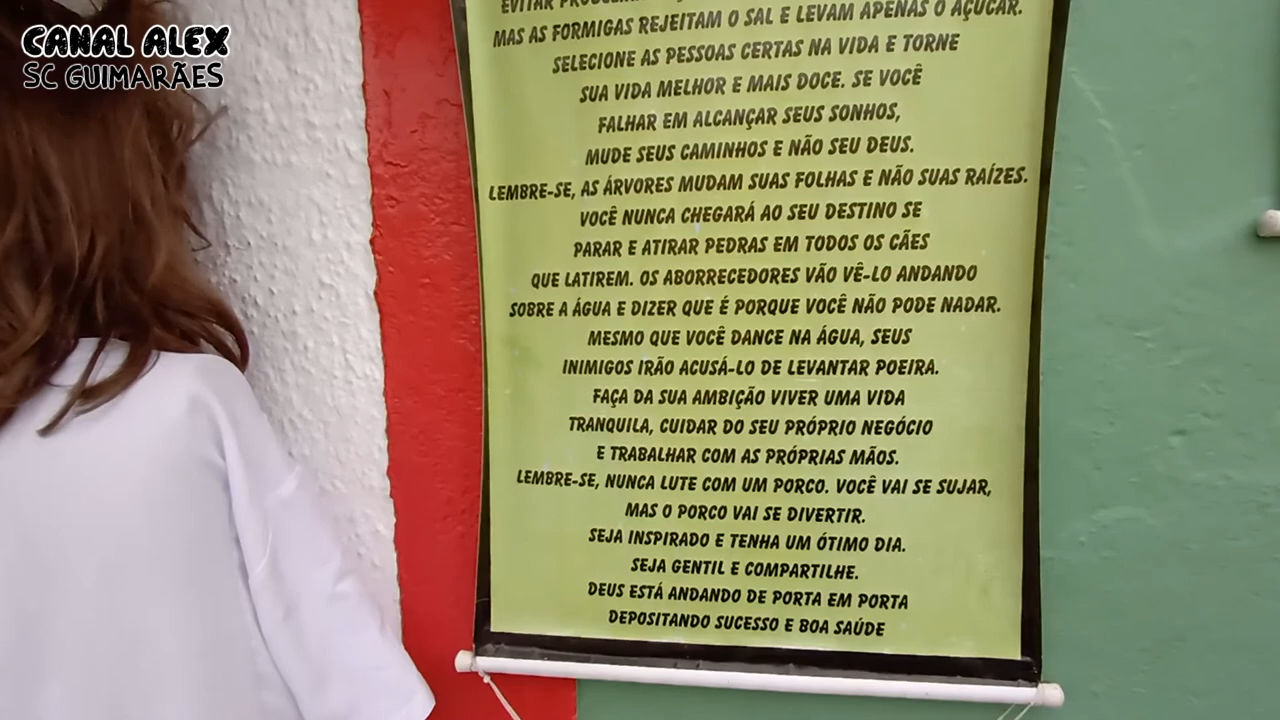 CANAL ALEX
SC GUIMARÃES
EVITAR
MAS AS FORMIGAS REJEITAM O SAL E LEVAM APENAS O AÇÚCAR.
SELECIONE AS PESSOAS CERTAS NA VIDA E TORNE
SUA VIDA MELHOR E MAIS DOCE. SE VOCÊ
FALHAR EM ALCANÇAR SEUS SONHOS,
MUDE SEUS CAMINHOS E NÃO SEU DEUS.
LEMBRE-SE, AS ÁRVORES MUDAM SUAS FOLHAS E NÃO SUAS RAÍZES.
VOCÊ NUNCA CHEGARÁ AO SEU DESTINO SE
PARAR E ATIRAR PEDRAS EM TODOS OS CÃES
QUE LATIREM. OS ABORRECEDORES VÃO VÊ-LO ANDANDO
SOBRE A ÁGUA E DIZER QUE É PORQUE VOCÊ NÃO PODE NADAR.
MESMO QUE VOCÊ DANCE NA ÁGUA, SEUS
INIMIGOS IRÃO ACUSÁ-LO DE LEVANTAR POEIRA.
FAÇA DA SUA AMBIÇÃO VIVER UMA VIDA
TRANQUILA, CUIDAR DO SEU PRÓPRIO NEGÓCIO
E TRABALHAR COM AS PRÓPRIAS MÃOS.
LEMBRE-SE, NUNCA LUTE COM UM PORCO. VOCÊ VAI SE SUJAR,
MAS O PORCO VAI SE DIVERTIR.
SEJA INSPIRADO E TENHA UM ÓTIMO DIA.
SEJA GENTIL E COMPARTILHE.
DEUS ESTÁ ANDANDO DE PORTA EM PORTA
DEPOSITANDO SUCESSO E BOA SAÚDE